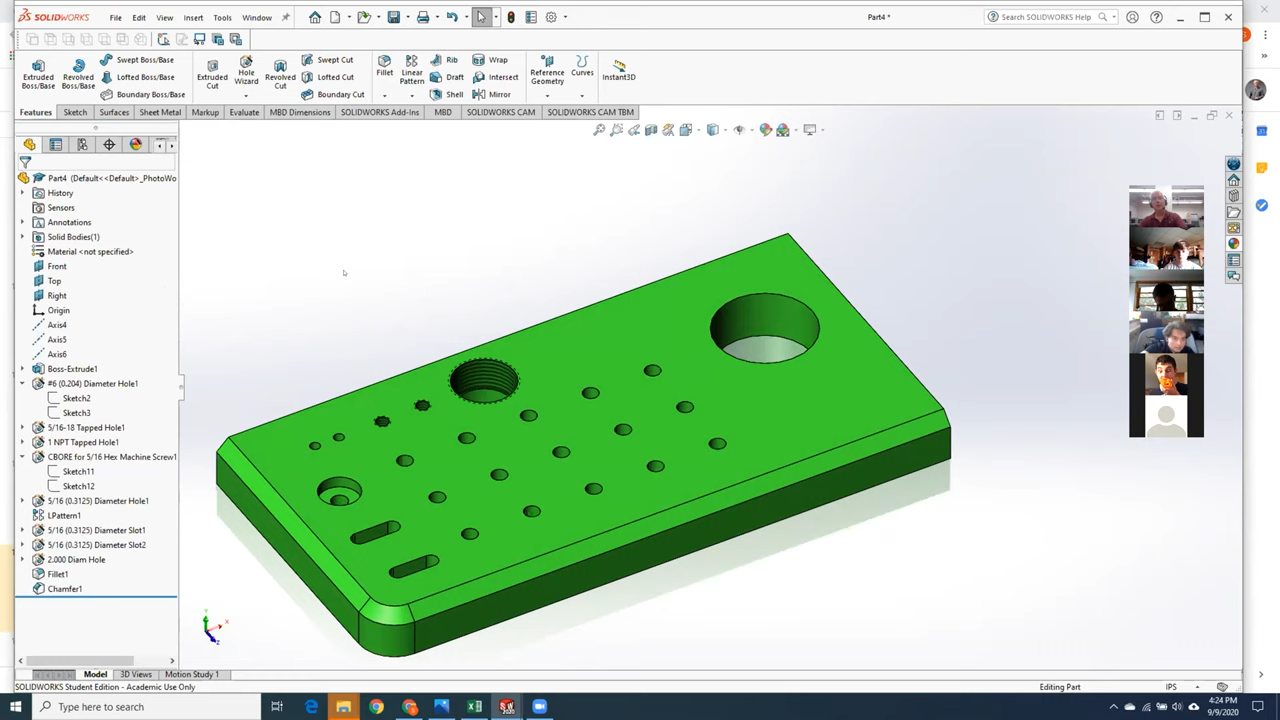 SOLIDWORKS File Edit View Insert Tools Window Part4 * Search SOLIDWORKS Help
Extruded Boss/Base
Revolved Boss/Base
Swept Boss/Base
Lofted Boss/Base
Boundary Boss/Base
Extruded Cut
Hole Wizard
Revolved Cut
Swept Cut
Lofted Cut
Boundary Cut
Fillet
Linear Pattern
Rib
Draft
Shell
Wrap
Intersect
Mirror
Reference Geometry
Curves
Instant3D
Features Sketch Surfaces Sheet Metal Markup Evaluate MBD Dimensions SOLIDWORKS Add-Ins MBD SOLIDWORKS CAM SOLIDWORKS CAM TBM
Part4 (Default<<Default>_PhotoWo
History
Sensors
Annotations
Solid Bodies(1)
Material <not specified>
Front
Top
Right
Origin
Axis4
Axis5
Axis6
Boss-Extrude1
#6 (0.204) Diameter Hole1
Sketch2
Sketch3
5/16-18 Tapped Hole1
1 NPT Tapped Hole1
CBORE for 5/16 Hex Machine Screw1
Sketch11
Sketch12
5/16 (0.3125) Diameter Hole1
LPattern1
5/16 (0.3125) Diameter Slot1
5/16 (0.3125) Diameter Slot2
2.000 Diam Hole
Fillet1
Chamfer1
Y X Z
Model 3D Views Motion Study 1
SOLIDWORKS Student Edition - Academic Use Only Editing Part IPS
Type here to search
4:24 PM
9/9/2020